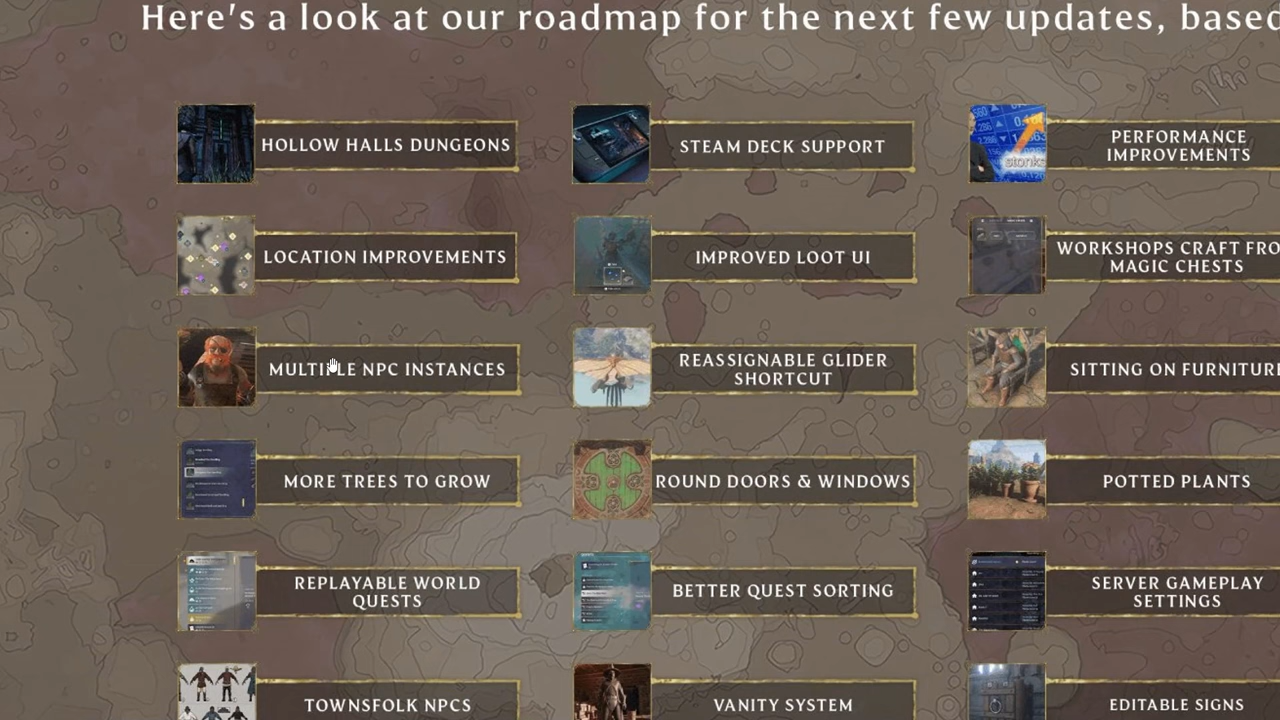 Here's a look at our roadmap for the next few updates, based
HOLLOW HALLS DUNGEONS
STEAM DECK SUPPORT
stonks
PERFORMANCE
IMPROVEMENTS
LOCATION IMPROVEMENTS
IMPROVED LOOT UI
WORKSHOPS CRAFT FRO
MAGIC CHESTS
MULTIPLE NPC INSTANCES
REASSIGNABLE GLIDER
SHORTCUT
SITTING ON FURNITURE
MORE TREES TO GROW
ROUND DOORS & WINDOWS
POTTED PLANTS
REPLAYABLE WORLD
QUESTS
BETTER QUEST SORTING
SERVER GAMEPLAY
SETTINGS
TOWNSFOLK NPCS
VANITY SYSTEM
EDITABLE SIGNS